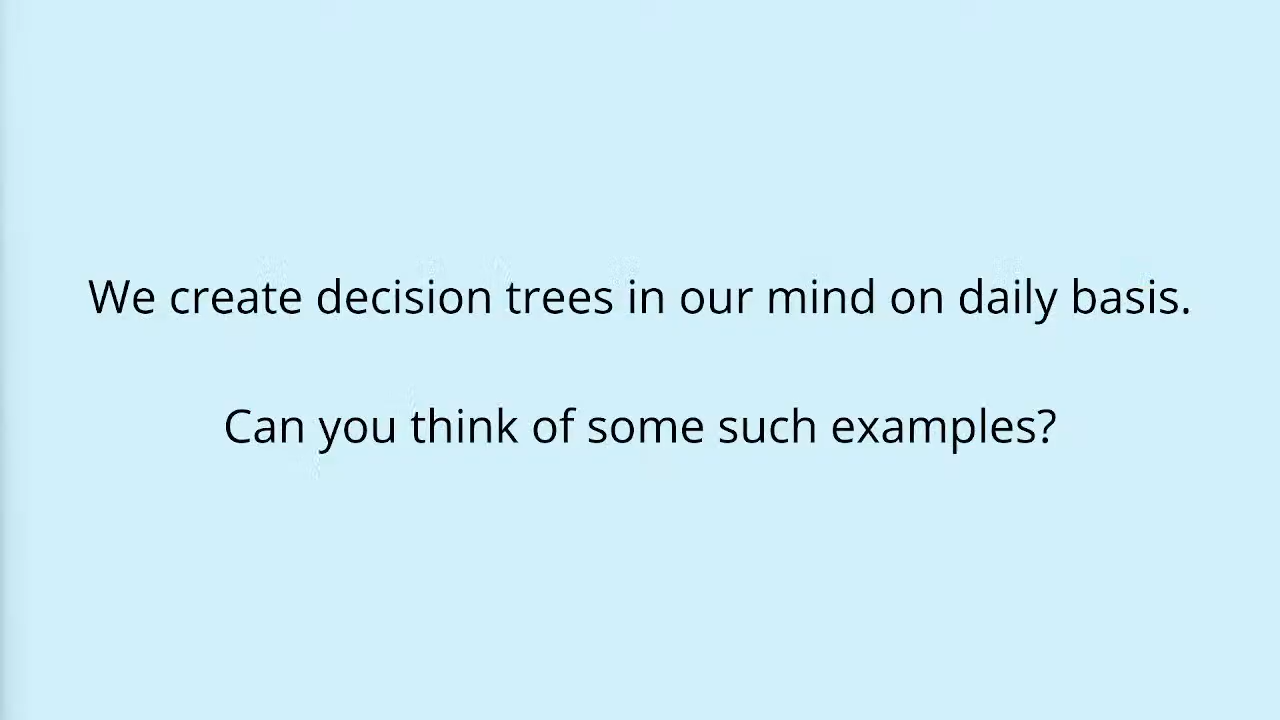 We create decision trees in our mind on daily basis.
Can you think of some such examples?